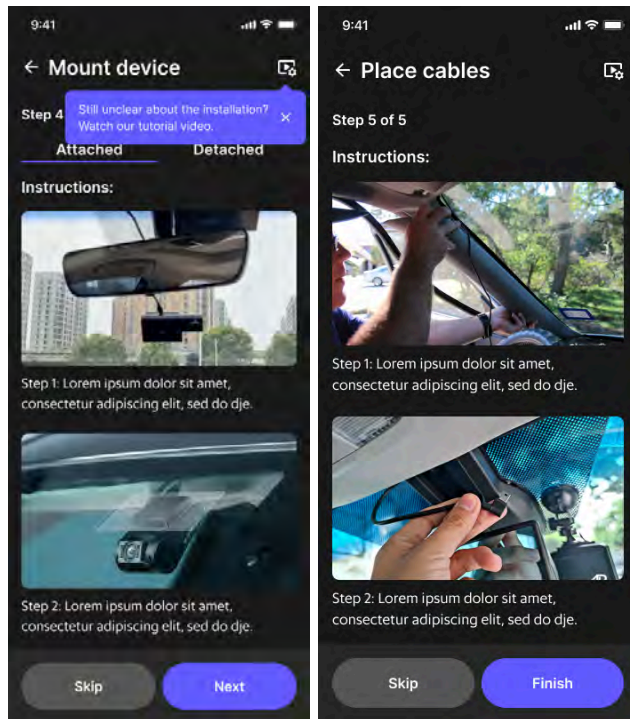 9:41
Mount device
Still unclear about the installation?
Watch our tutorial video.
Step 4
Attached Detached
Instructions:
Step 1: Lorem ipsum dolor sit amet,
consectetur adipiscing elit, sed do dje.
Step 2: Lorem ipsum dolor sit amet,
consectetur adipiscing elit, sed do dje.
Skip Next
9:41
Place cables
Step 5 of 5
Instructions:
Step 1: Lorem ipsum dolor sit amet,
consectetur adipiscing elit, sed do dje.
Step 2: Lorem ipsum dolor sit amet,
consectetur adipiscing elit, sed do dje.
Skip Finish